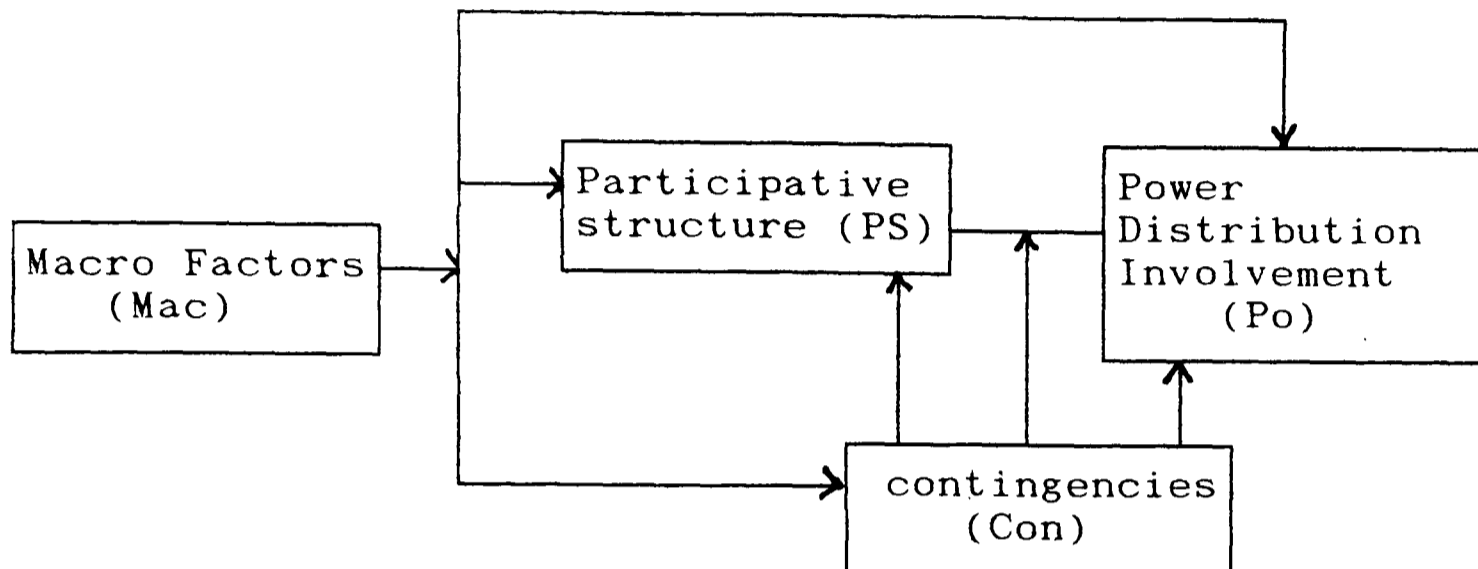 Macro Factors
(Mac)
Participative
structure (PS)
Power
Distribution
Involvement
(Po)
contingencies
(Con)